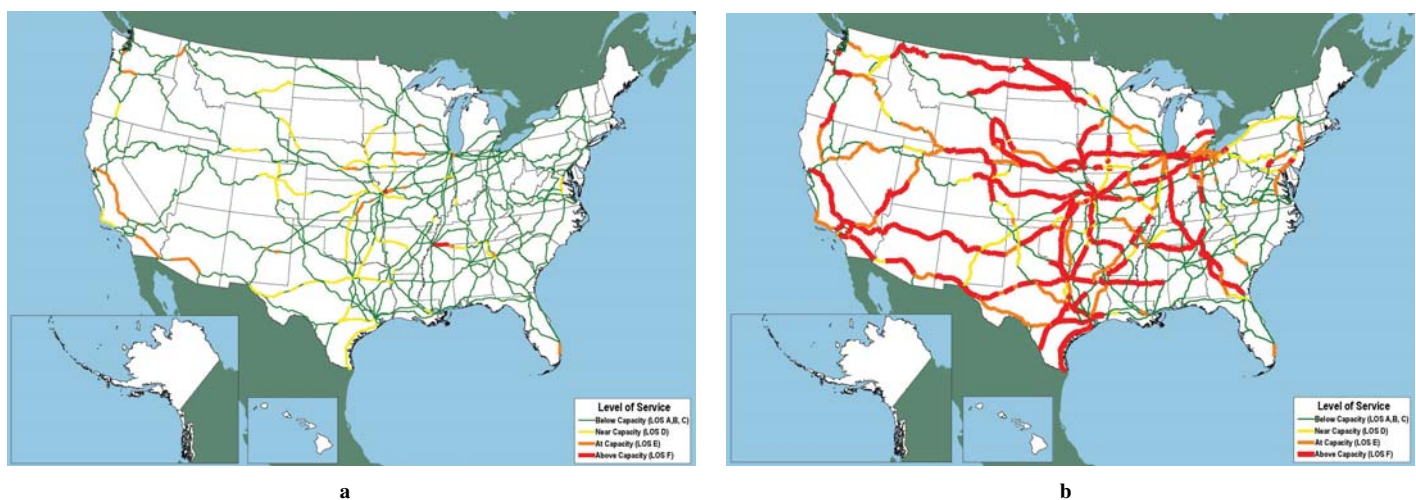 Level of Service
Below Capacity (LOS A,B, C)
Near Capacity (LOS D)
At Capacity (LOS E)
Above Capacity (LOS F)
Level of Service
Below Capacity (LOS A,B, C)
Near Capacity (LOS D)
At Capacity (LOS E)
Above Capacity (LOS F)
a
b